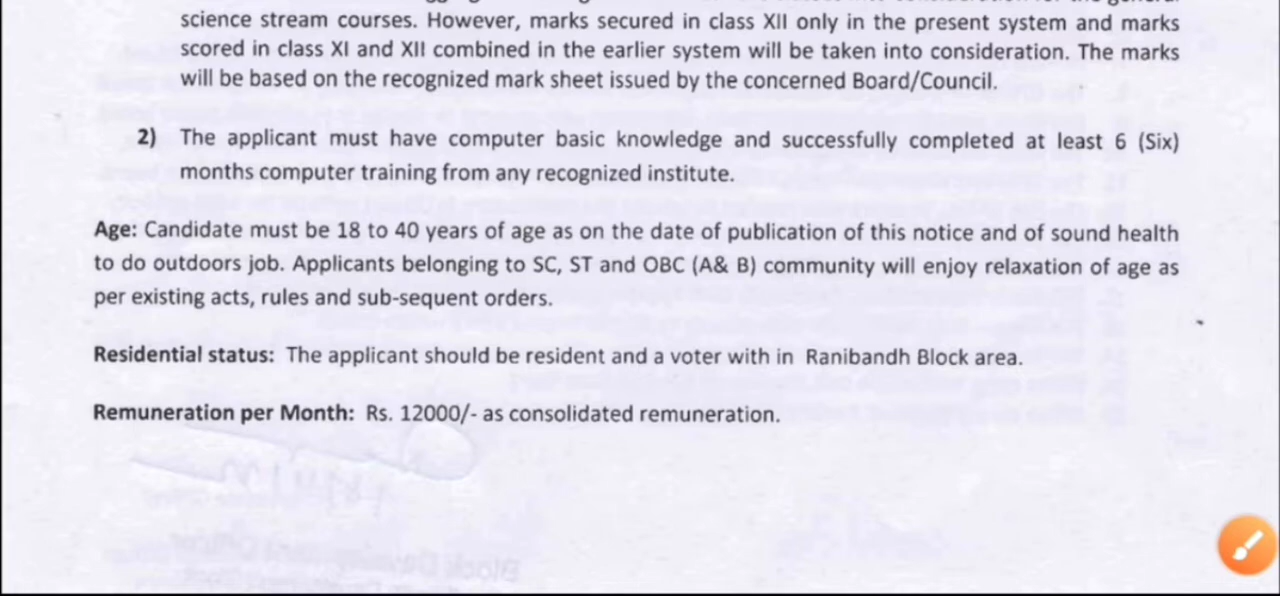 science stream courses. However, marks secured in class XII only in the present system and marks
scored in class XI and XII combined in the earlier system will be taken into consideration. The marks
will be based on the recognized mark sheet issued by the concerned Board/Council.
2) The applicant must have computer basic knowledge and successfully completed at least 6 (Six)
months computer training from any recognized institute.
Age: Candidate must be 18 to 40 years of age as on the date of publication of this notice and of sound health
to do outdoors job. Applicants belonging to SC, ST and OBC (A& B) community will enjoy relaxation of age as
per existing acts, rules and sub-sequent orders.
Residential status: The applicant should be resident and a voter with in Ranibandh Block area.
Remuneration per Month: Rs. 12000/- as consolidated remuneration.